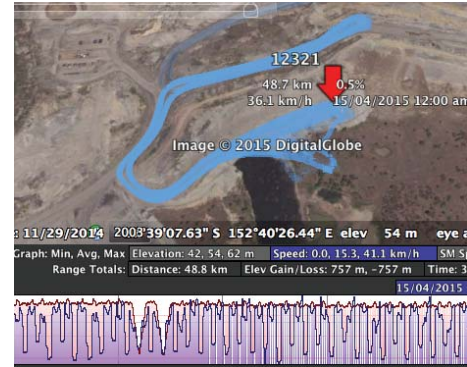 12321
48.7 km 0.5%
36.1 km/h 15/04/2015 12:00 am
Image © 2015 DigitalGlobe
: 11/29/2014 2003 39'07.63" S 152°40'26.44" E elev 54 m eye a
Graph: Min, Avg, Max Elevation: 42, 54, 62 m Speed: 0.0, 15.3, 41.1 km/h SM Sp
Range Totals: Distance: 48.8 km Elev Gain/Loss: 757 m, -757 m Time: 3
15/04/2015